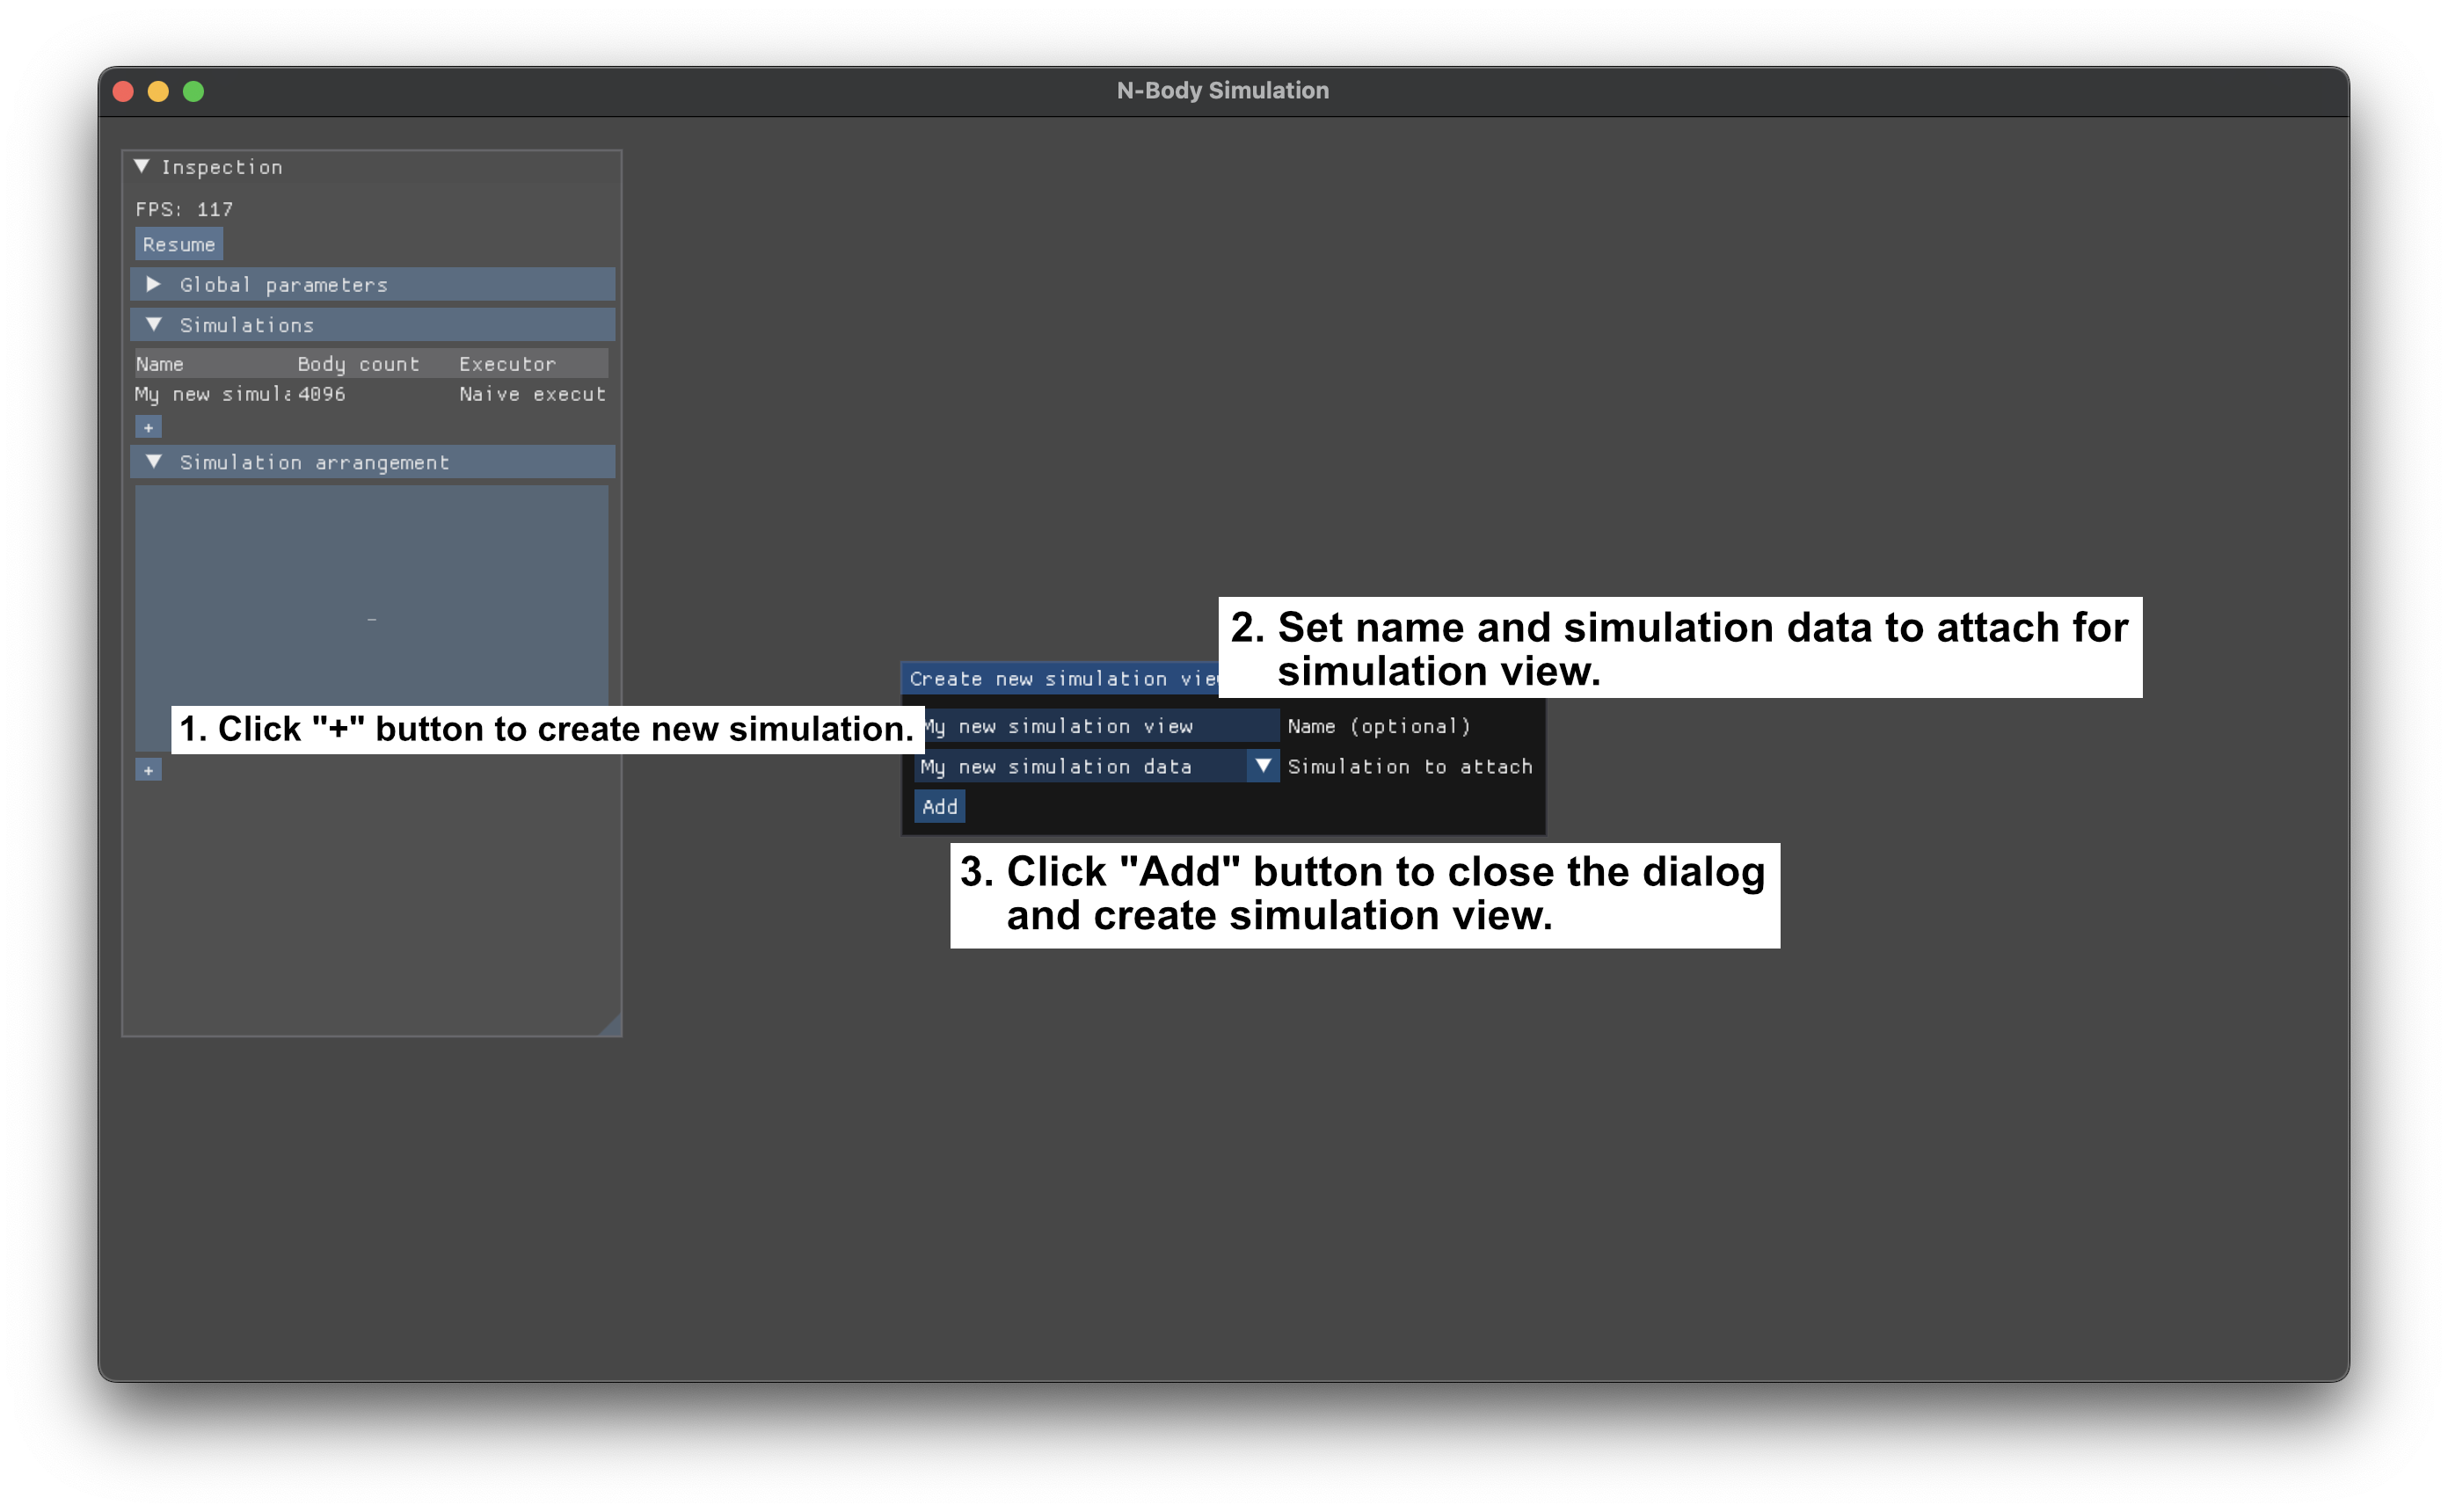 N-Body Simulation
Inspection
FPS: 117
Resume
Global parameters
Simulations
Name Body count Executor
My new simula 4096 Naive execut
+
Simulation arrangement
–
1. Click "+" button to create new simulation.
+
2. Set name and simulation data to attach for
simulation view.
Create new simulation vie
My new simulation view Name (optional)
My new simulation data Simulation to attach
Add
3. Click "Add" button to close the dialog
and create simulation view.